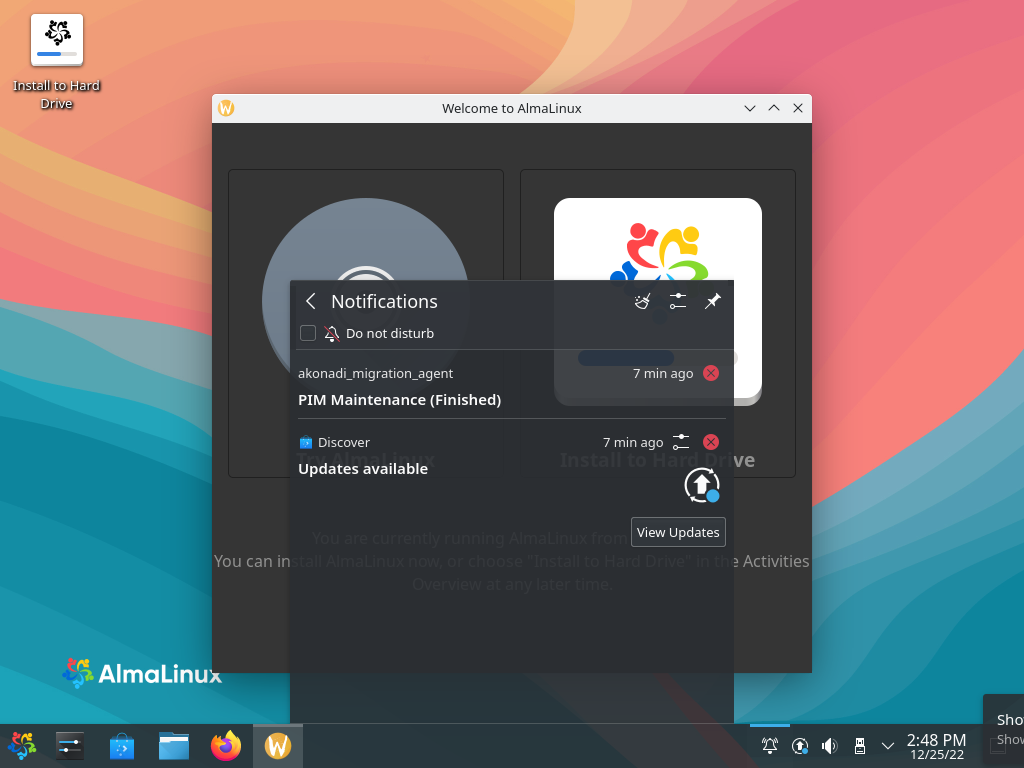 Install to Hard
Drive
Welcome to AlmaLinux
Notifications
Do not disturb
akonadi_migration_agent
7 min ago
PIM Maintenance (Finished)
Discover
7 min ago
Try AlmaLinux
Install to Hard Drive
Updates available
View Updates
You are currently running AlmaLinux from
You can install AlmaLinux now, or choose "Install to Hard Drive" in the Activities
Overview at any later time.
AlmaLinux
2:48 PM
12/25/22